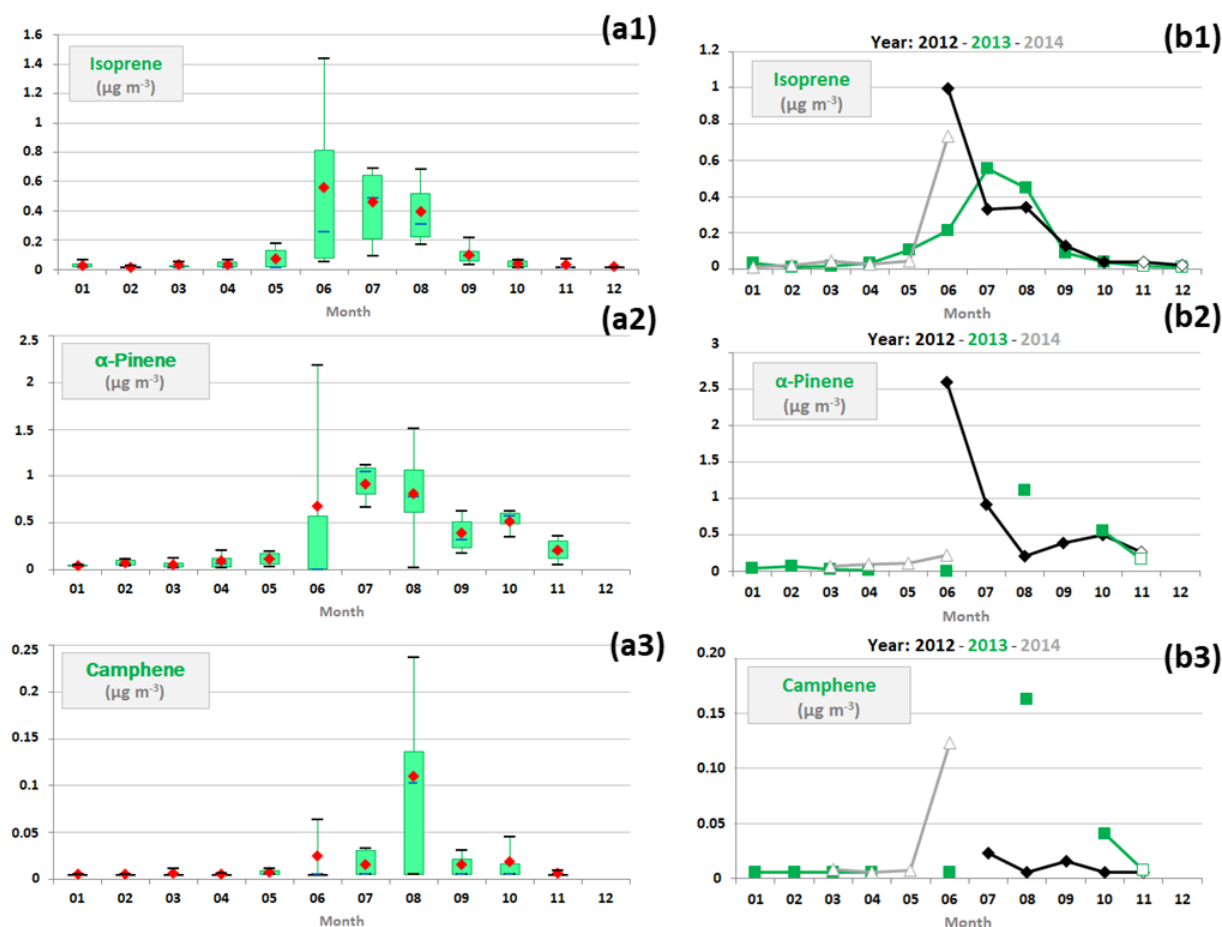 (a1)
1.6
1.4
1.2
1
0.8
0.6
0.4
0.2
0
Isoprene
(µg m-3)
01 02 03 04 05 06 07 08 09 10 11 12
Month
(b1)
Year: 2012 - 2013 - 2014
1.2
1
0.8
0.6
0.4
0.2
0
Isoprene
(µg m-3)
01 02 03 04 05 06 07 08 09 10 11 12
Month
(a2)
2.5
2
1.5
1
0.5
0
α-Pinene
(µg m-3)
01 02 03 04 05 06 07 08 09 10 11 12
Month
(b2)
Year: 2012 - 2013 - 2014
3
2.5
2
1.5
1
0.5
0
α-Pinene
(µg m-3)
01 02 03 04 05 06 07 08 09 10 11 12
Month
(a3)
0.25
0.2
0.15
0.1
0.05
0
Camphene
(µg m-3)
01 02 03 04 05 06 07 08 09 10 11 12
Month
(b3)
Year: 2012 - 2013 - 2014
0.20
0.15
0.10
0.05
0
Camphene
(µg m-3)
01 02 03 04 05 06 07 08 09 10 11 12
Month